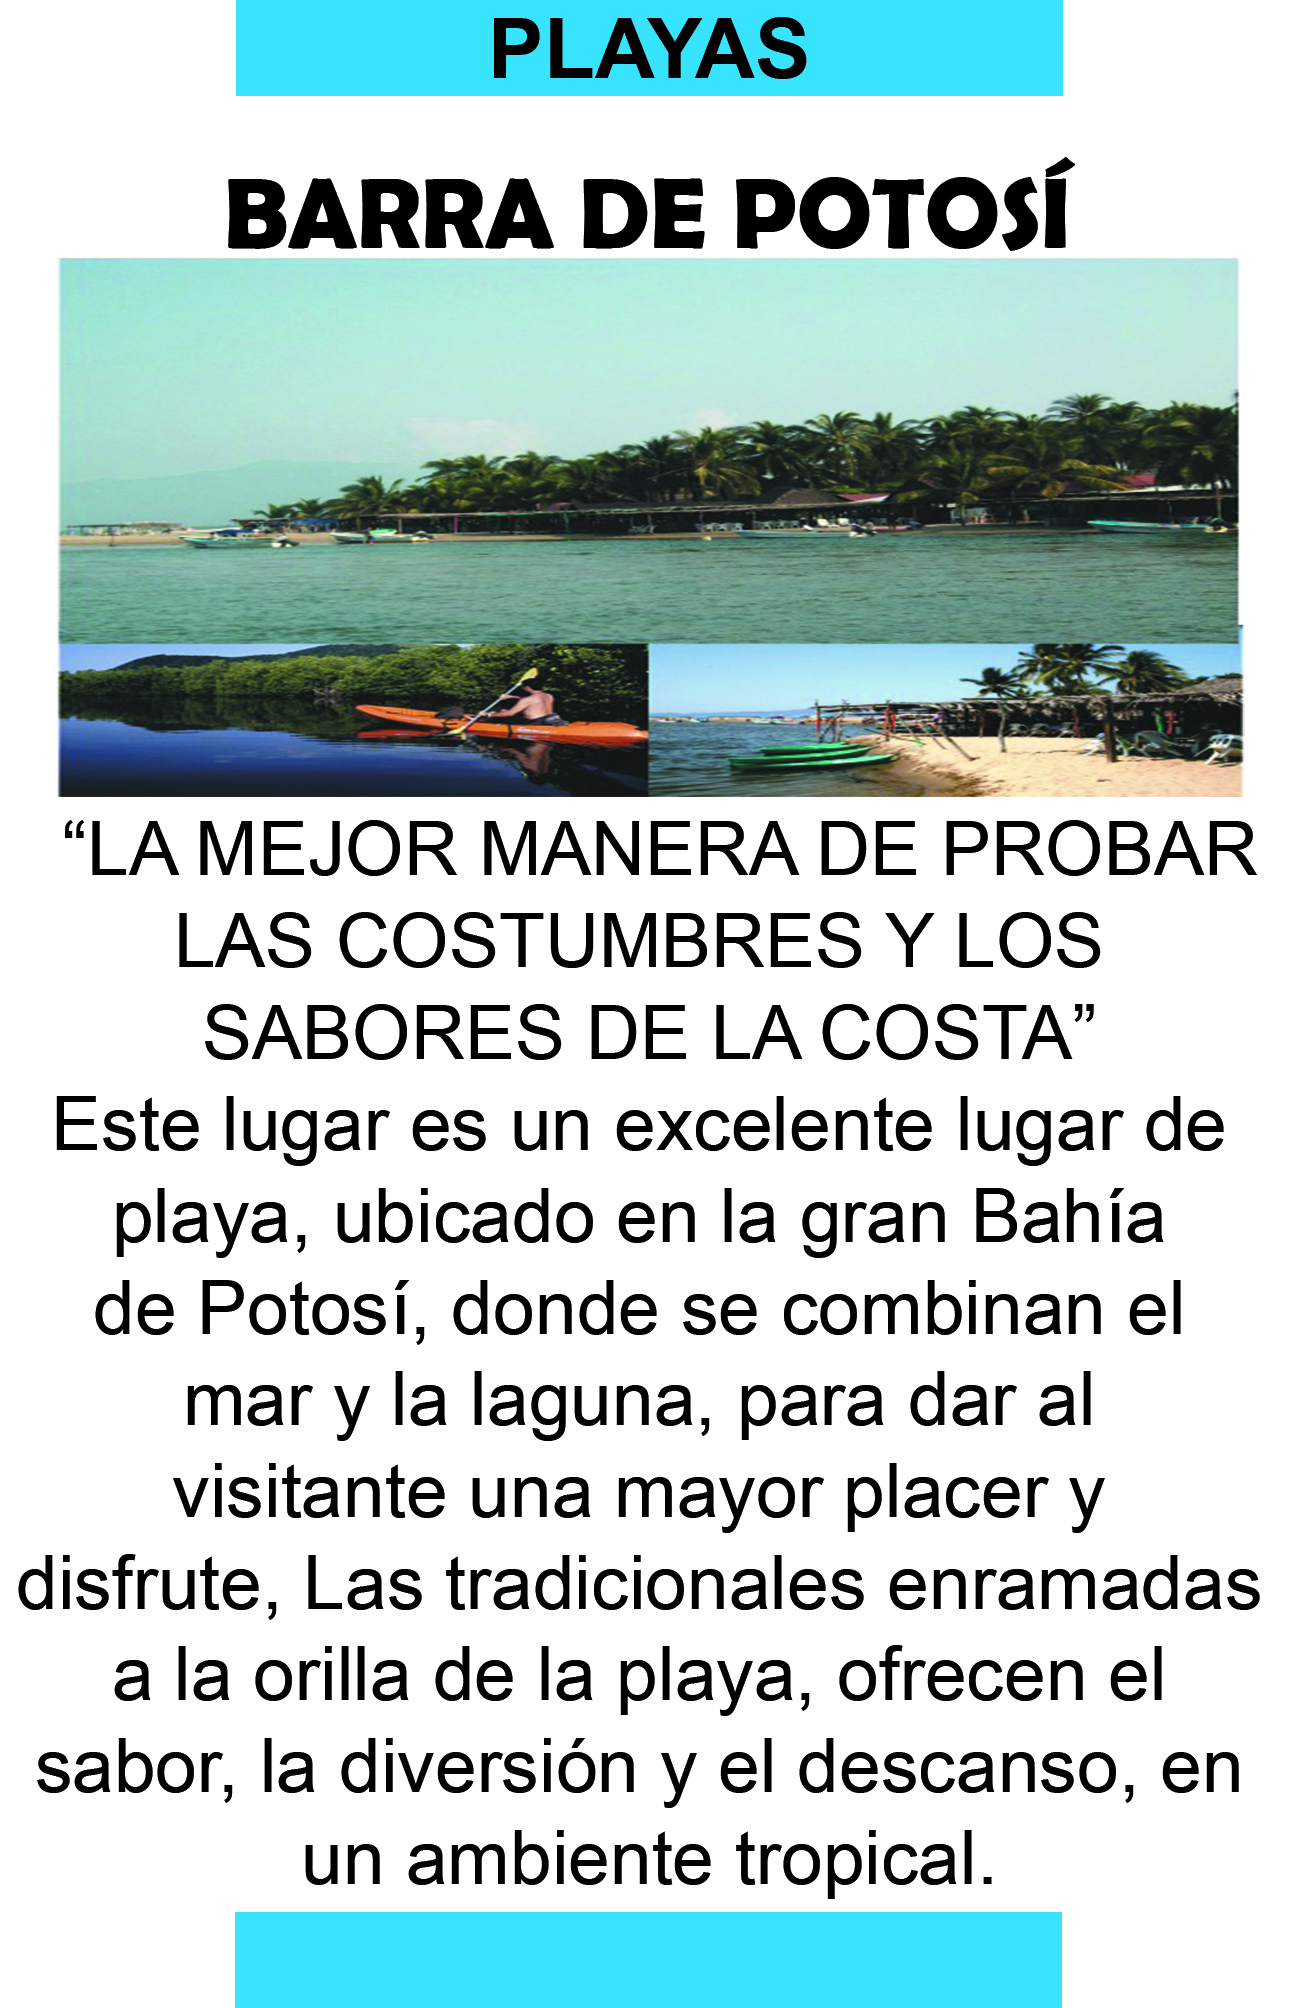 PLAYAS
BARRA DE POTOSÍ
“LA MEJOR MANERA DE PROBAR
LAS COSTUMBRES Y LOS
SABORES DE LA COSTA”
Este lugar es un excelente lugar de
playa, ubicado en la gran Bahía
de Potosí, donde se combinan el
mar y la laguna, para dar al
visitante una mayor placer y
disfrute, Las tradicionales enramadas
a la orilla de la playa, ofrecen el
sabor, la diversión y el descanso, en
un ambiente tropical.